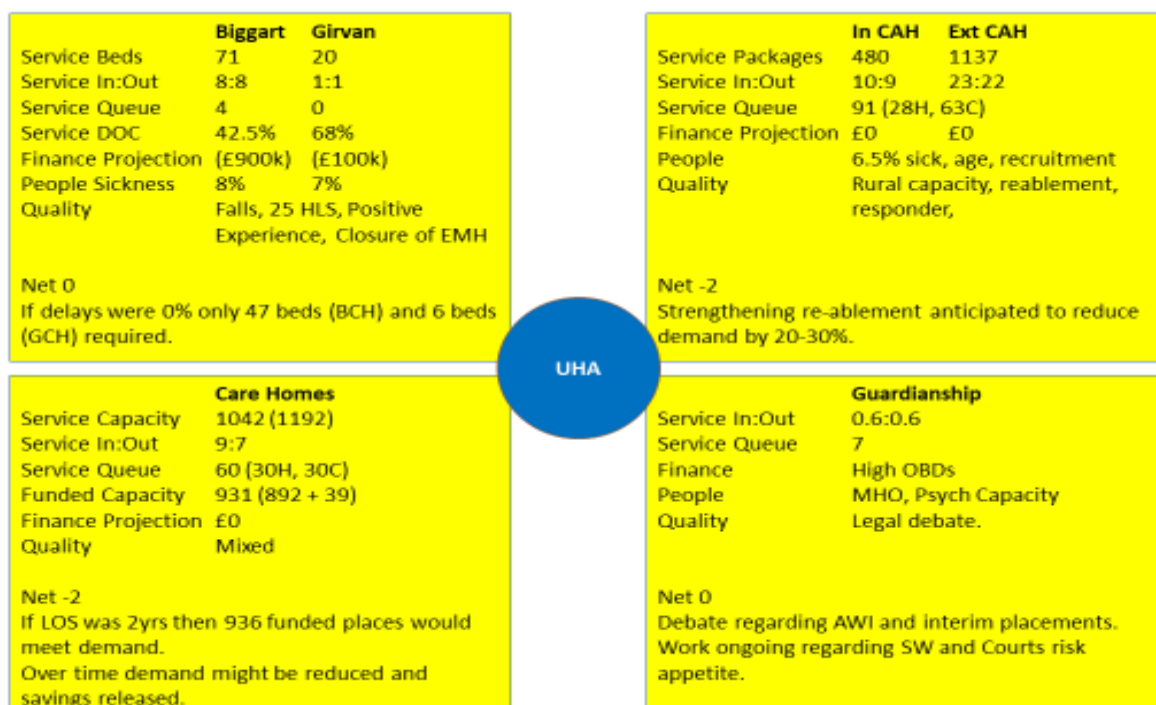 Biggart Girvan
Service Beds 71 20
Service In:Out 8:8 1:1
Service Queue 4 0
Service DOC 42.5% 68%
Finance Projection (£900k) (£100k)
People Sickness 8% 7%
Quality Falls, 25 HLS, Positive
Experience, Closure of EMH
Net 0
If delays were 0% only 47 beds (BCH) and 6 beds
(GCH) required.
In CAH Ext CAH
Service Packages 480 1137
Service In:Out 10:9 23:22
Service Queue 91 (28H, 63C)
Finance Projection £0 £0
People 6.5% sick, age, recruitment
Quality Rural capacity, reablement,
responder,
Net -2
Strengthening re-ablement anticipated to reduce
demand by 20-30%.
UHA
Care Homes
Service Capacity 1042 (1192)
Service In:Out 9:7
Service Queue 60 (30H, 30C)
Funded Capacity 931 (892 + 39)
Finance Projection £0
Quality Mixed
Net -2
If LOS was 2yrs then 936 funded places would
meet demand.
Over time demand might be reduced and
savings released.
Guardianship
Service In:Out 0.6:0.6
Service Queue 7
Finance High OBDs
People MHO, Psych Capacity
Quality Legal debate.
Net 0
Debate regarding AWI and interim placements.
Work ongoing regarding SW and Courts risk
appetite.